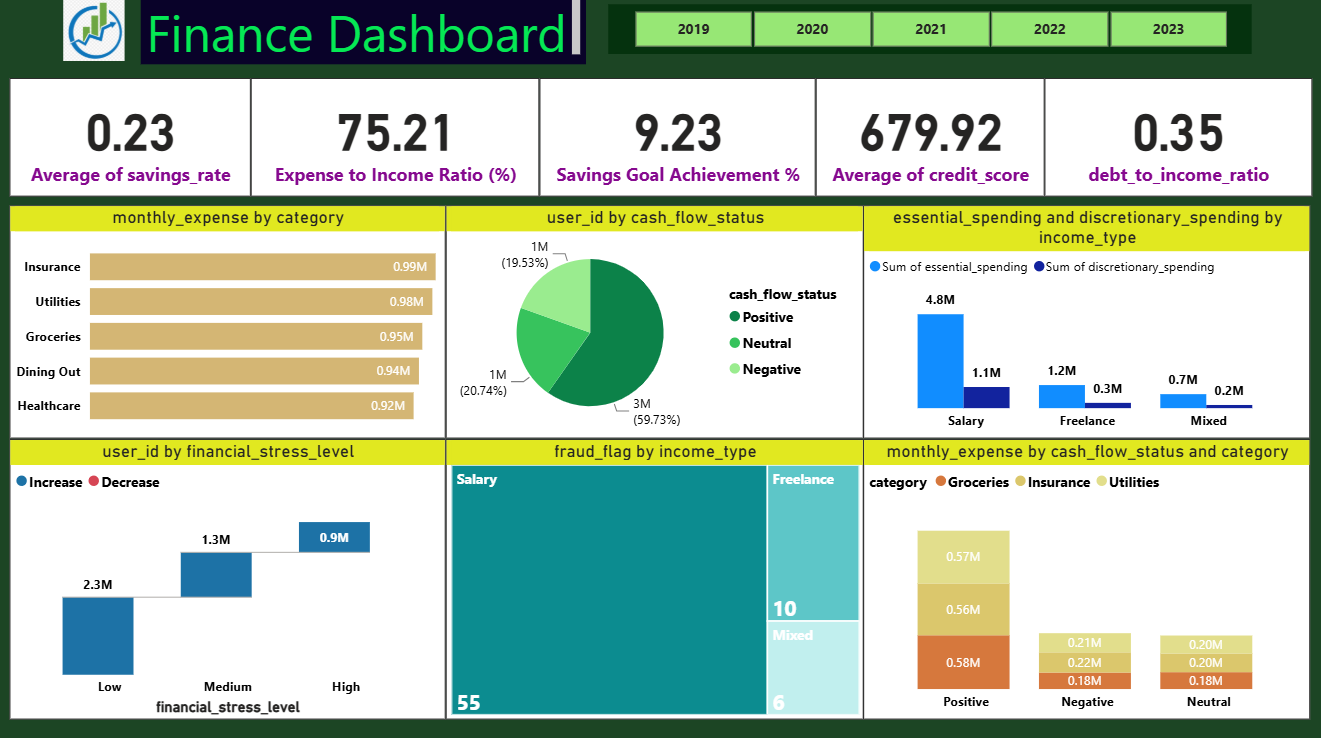 Finance Dashboard
2019
2020
2021
2022
2023
0.23
Average of savings_rate
75.21
Expense to Income Ratio (%)
9.23
Savings Goal Achievement %
679.92
Average of credit_score
0.35
debt_to_income_ratio
monthly_expense by category
Insurance
0.99M
Utilities
0.98M
Groceries
0.95M
Dining Out
0.94M
Healthcare
0.92M
user_id by cash_flow_status
1M
(19.53%)
1M
(20.74%)
3M
(59.73%)
cash_flow_status
Positive
Neutral
Negative
essential_spending and discretionary_spending by
income_type
Sum of essential_spending
Sum of discretionary_spending
4.8M
1.1M
1.2M
0.3M
0.7M
0.2M
Salary
Freelance
Mixed
user_id by financial_stress_level
Increase
Decrease
2.3M
1.3M
0.9M
Low
Medium
High
financial_stress_level
fraud_flag by income_type
Salary
55
Freelance
10
Mixed
6
monthly_expense by cash_flow_status and category
category
Groceries
Insurance
Utilities
0.57M
0.56M
0.58M
0.21M
0.22M
0.18M
0.20M
0.20M
0.18M
Positive
Negative
Neutral